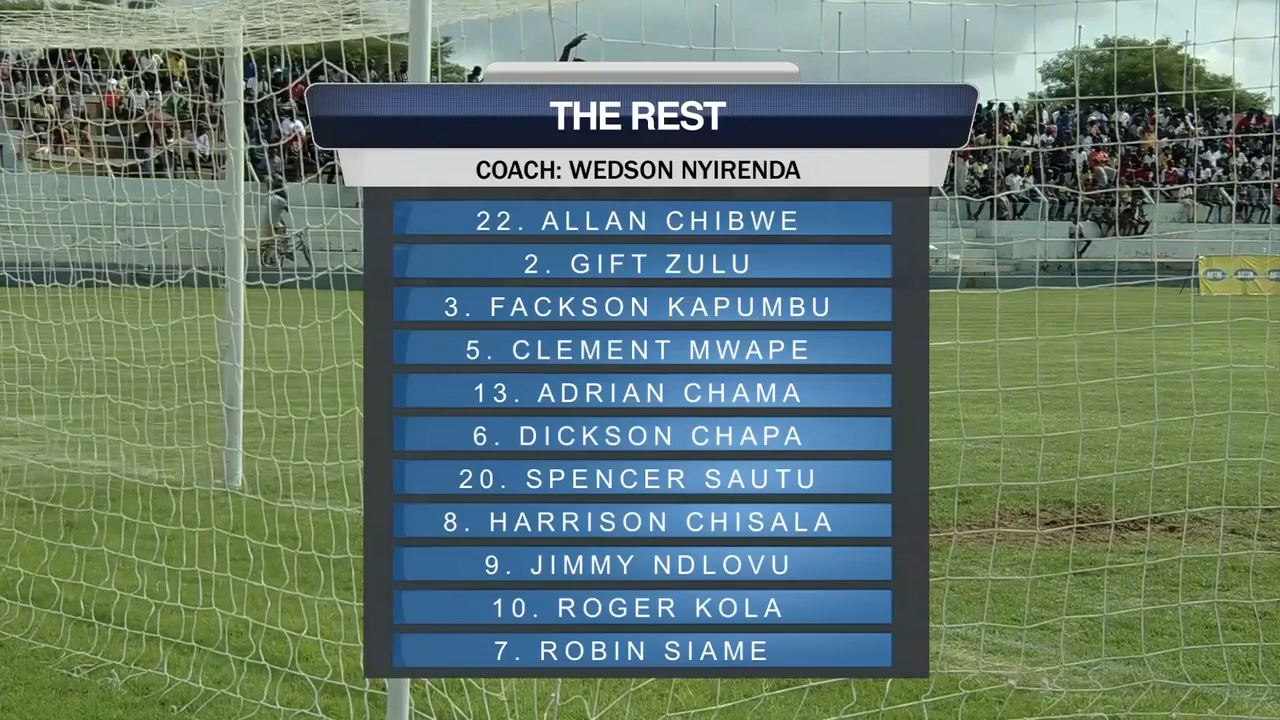 THE REST
COACH: WEDSON NYIRENDA
22. ALLAN CHIBWE
2. GIFT ZULU
3. FACKSON KAPUMBU
5. CLEMENT MWAPE
13. ADRIAN CHAMA
6. DICKSON CHAPA
20. SPENCER SAUTU
8. HARRISON CHISALA
9. JIMMY NDLOVU
10. ROGER KOLA
7. ROBIN SIAME